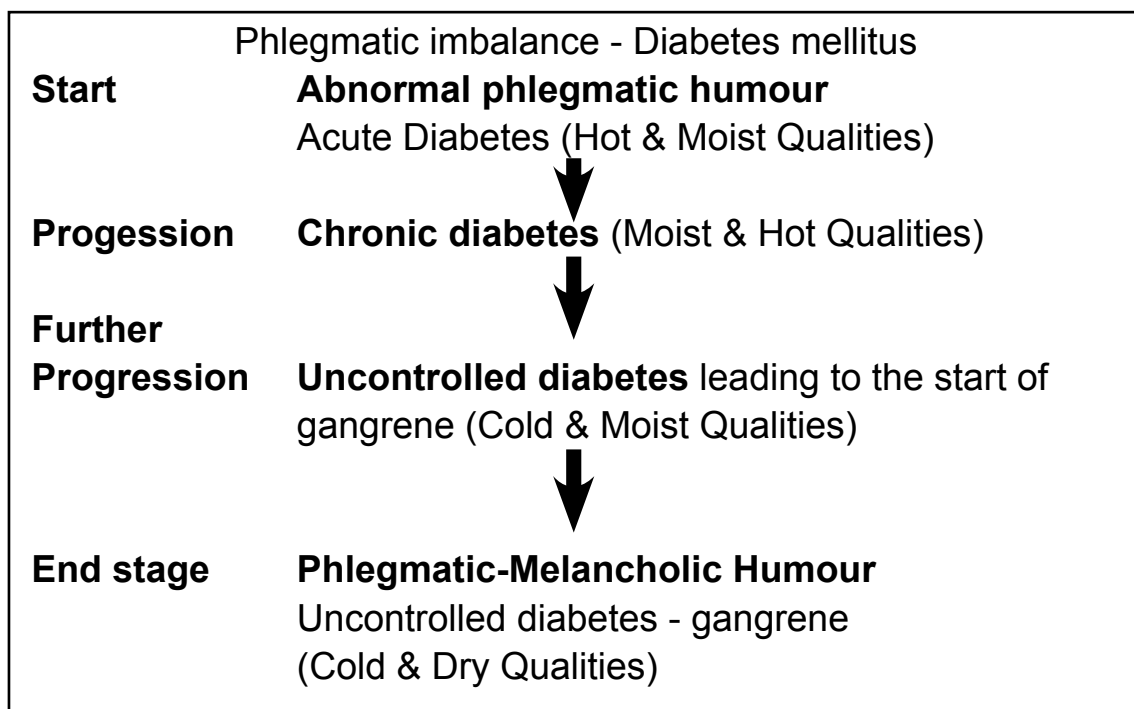 Phlegmatic imbalance - Diabetes mellitus
Start Abnormal phlegmatic humour
Acute Diabetes (Hot & Moist Qualities)
Progession Chronic diabetes (Moist & Hot Qualities)
Further
Progression Uncontrolled diabetes leading to the start of
gangrene (Cold & Moist Qualities)
End stage Phlegmatic-Melancholic Humour
Uncontrolled diabetes - gangrene
(Cold & Dry Qualities)